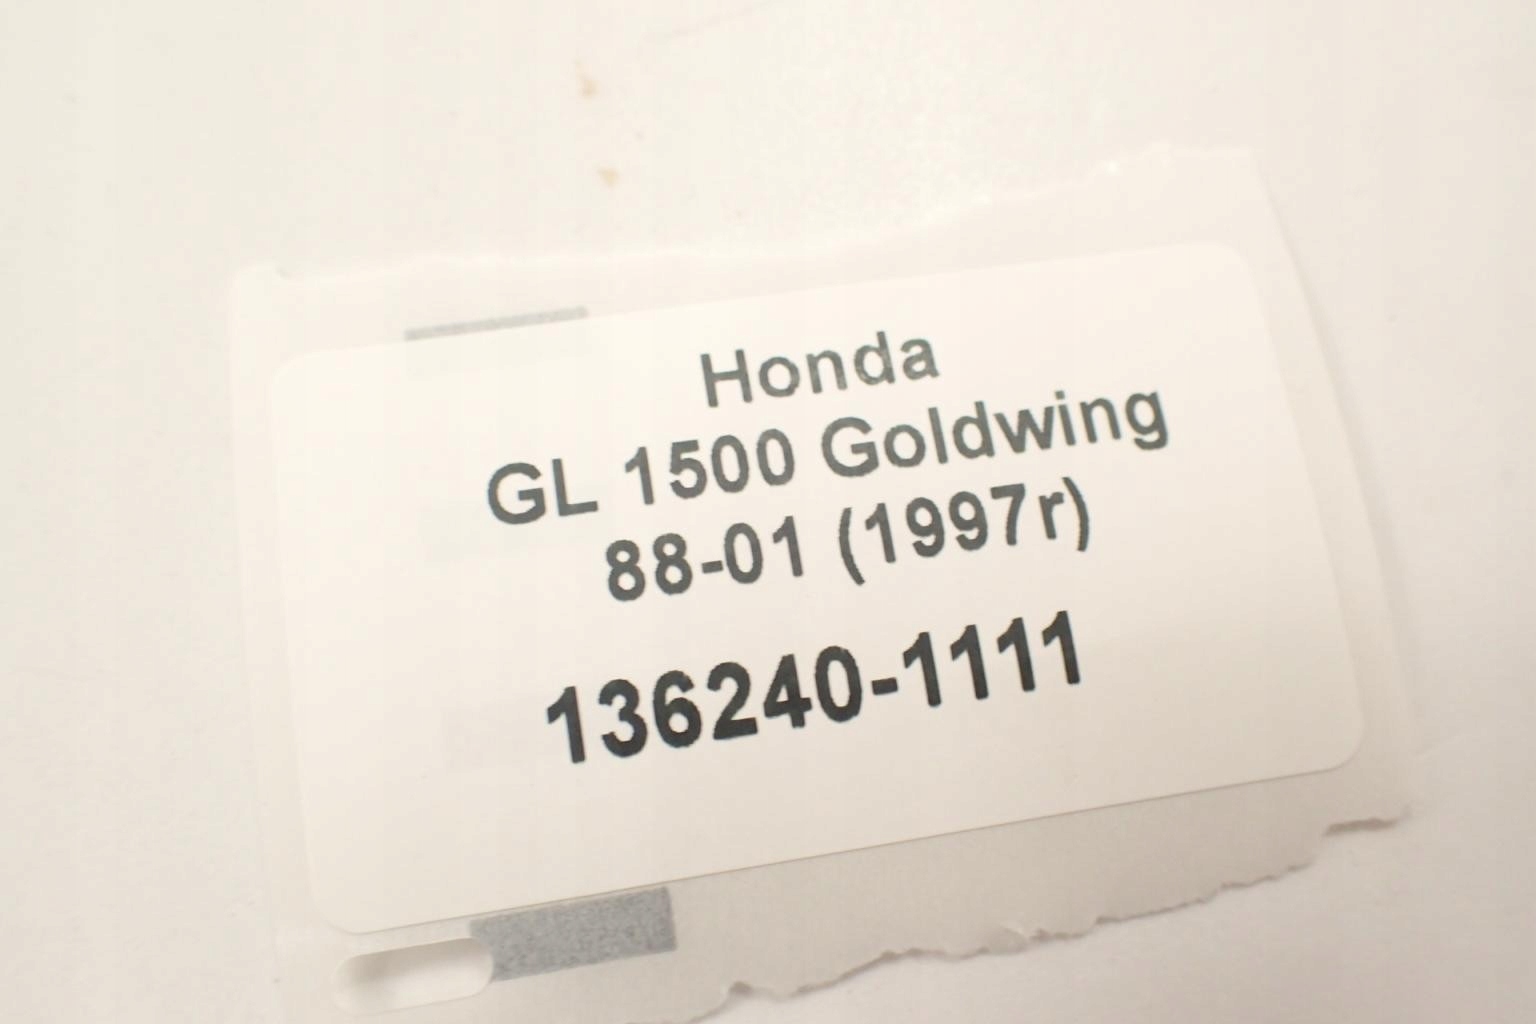 Honda
GL 1500 Goldwing
88-01 (1997r)
136240-1111